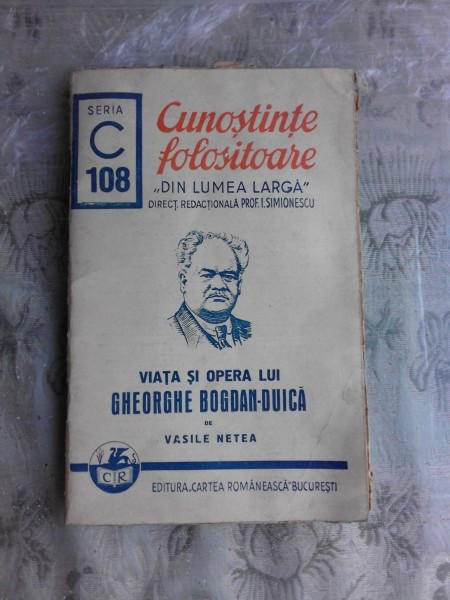 SERIA
C
108
Cunoștințe
folositoare
„DIN LUMEA LARGĂ”
DIRECT. REDACȚIONALĂ PROF. I. SIMIONESCU
VIAȚA ȘI OPERA LUI
GHEORGHE BOGDAN-DUICĂ
DE
VASILE NETEA
C R
EDITURA „CARTEA ROMÂNEASCĂ” BUCUREȘTI